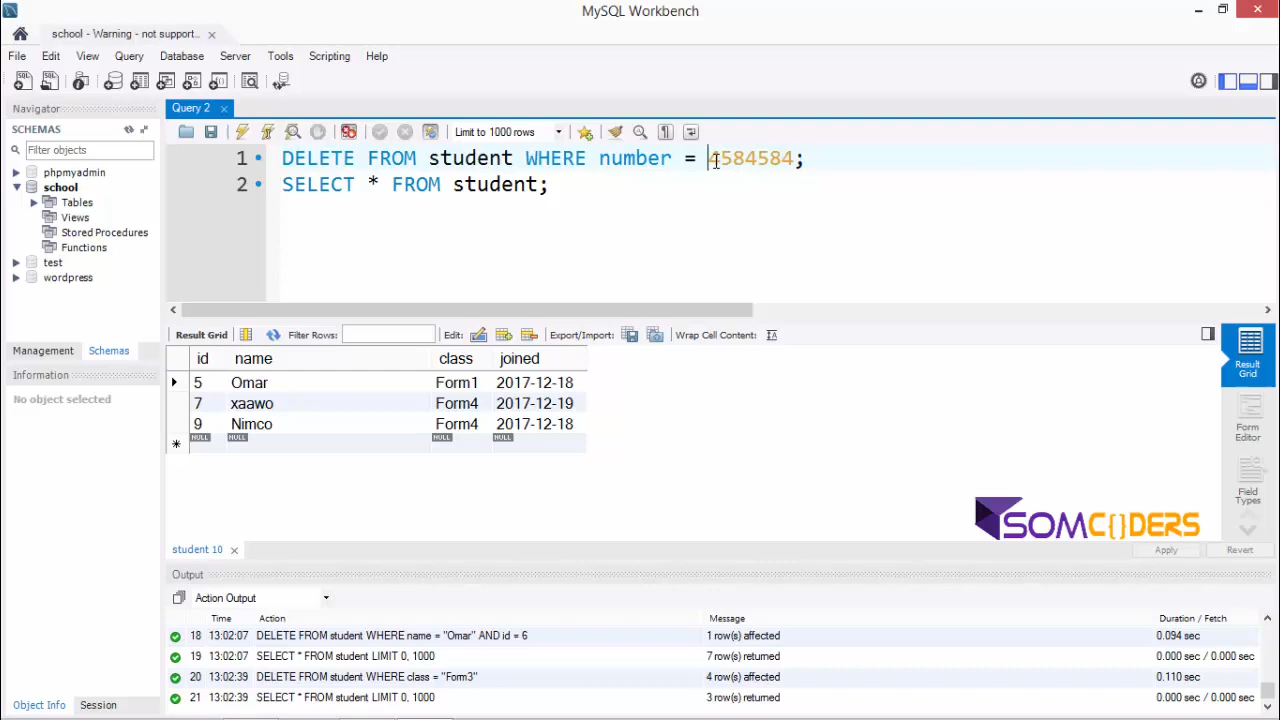 MySQL Workbench
school - Warning - not support..
File Edit View Query Database Server Tools Scripting Help
Navigator
SCHEMAS
Filter objects
phpmyadmin
school
Tables
Views
Stored Procedures
Functions
test
wordpress
Management Schemas
Information
No object selected
Object Info Session
Query 2
Limit to 1000 rows
1 DELETE FROM student WHERE number = 4584584;
2 SELECT * FROM student;
Result Grid Filter Rows: Edit: Export/Import: Wrap Cell Content:
id name class joined
5 Omar Form1 2017-12-18
7 xaawo Form4 2017-12-19
9 Nimco Form4 2017-12-18
NULL NULL NULL NULL
Result Grid
Form Editor
Field Types
SOMC{}DERS
student 10
Apply Revert
Output
Action Output
Time Action Message Duration / Fetch
18 13:02:07 DELETE FROM student WHERE name = "Omar" AND id = 6 1 row(s) affected 0.094 sec
19 13:02:07 SELECT * FROM student LIMIT 0, 1000 7 row(s) returned 0.000 sec / 0.000 sec
20 13:02:39 DELETE FROM student WHERE class = "Form3" 4 row(s) affected 0.110 sec
21 13:02:39 SELECT * FROM student LIMIT 0, 1000 3 row(s) returned 0.000 sec / 0.000 sec